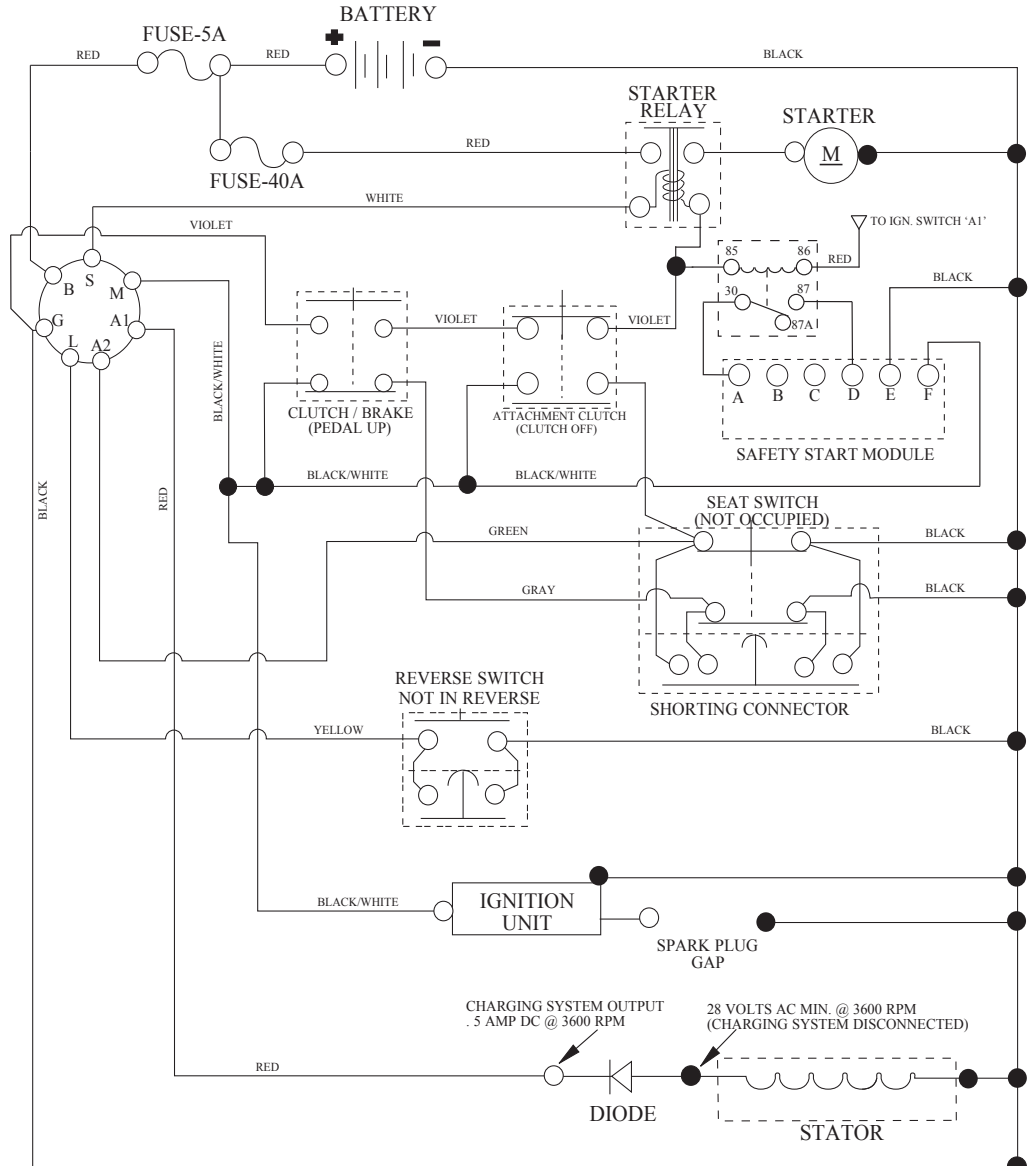 BATTERY
FUSE-5A
+
-
RED
RED
BLACK
STARTER
RELAY
STARTER
RED
M
FUSE-40A
WHITE
VIOLET
TO IGN. SWITCH 'A1'
85
86
RED
BLACK
B
S
M
30
87
G
A1
VIOLET
VIOLET
87A
L
A2
BLACK/WHITE
A
B
C
D
E
F
CLUTCH / BRAKE
(PEDAL UP)
ATTACHMENT CLUTCH
(CLUTCH OFF)
SAFETY START MODULE
BLACK/WHITE
BLACK/WHITE
BLACK
RED
SEAT SWITCH
(NOT OCCUPIED)
GREEN
BLACK
GRAY
BLACK
REVERSE SWITCH
NOT IN REVERSE
SHORTING CONNECTOR
YELLOW
BLACK
BLACK/WHITE
IGNITION
UNIT
SPARK PLUG
GAP
CHARGING SYSTEM OUTPUT
. 5 AMP DC @ 3600 RPM
28 VOLTS AC MIN. @ 3600 RPM
(CHARGING SYSTEM DISCONNECTED)
RED
DIODE
STATOR